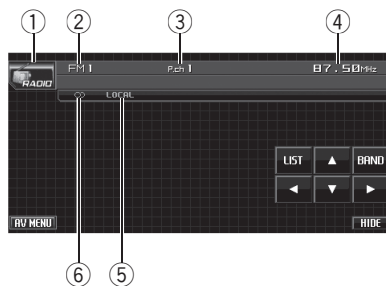 ① ② ③ ④
RADIO FM1 P.ch 1 87.50MHz
LOCAL
LIST ▲ BAND
◄ ▼ ►
AV MENU HIDE
⑥ ⑤